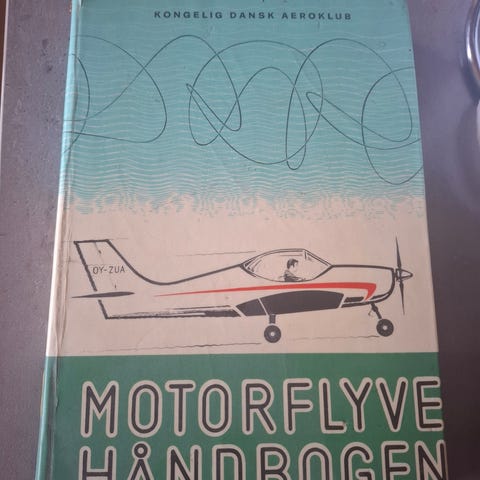 KONGELIG DANSK AEROKLUB
OY-ZUA
MOTORFLYVE
HÅNDBOGEN